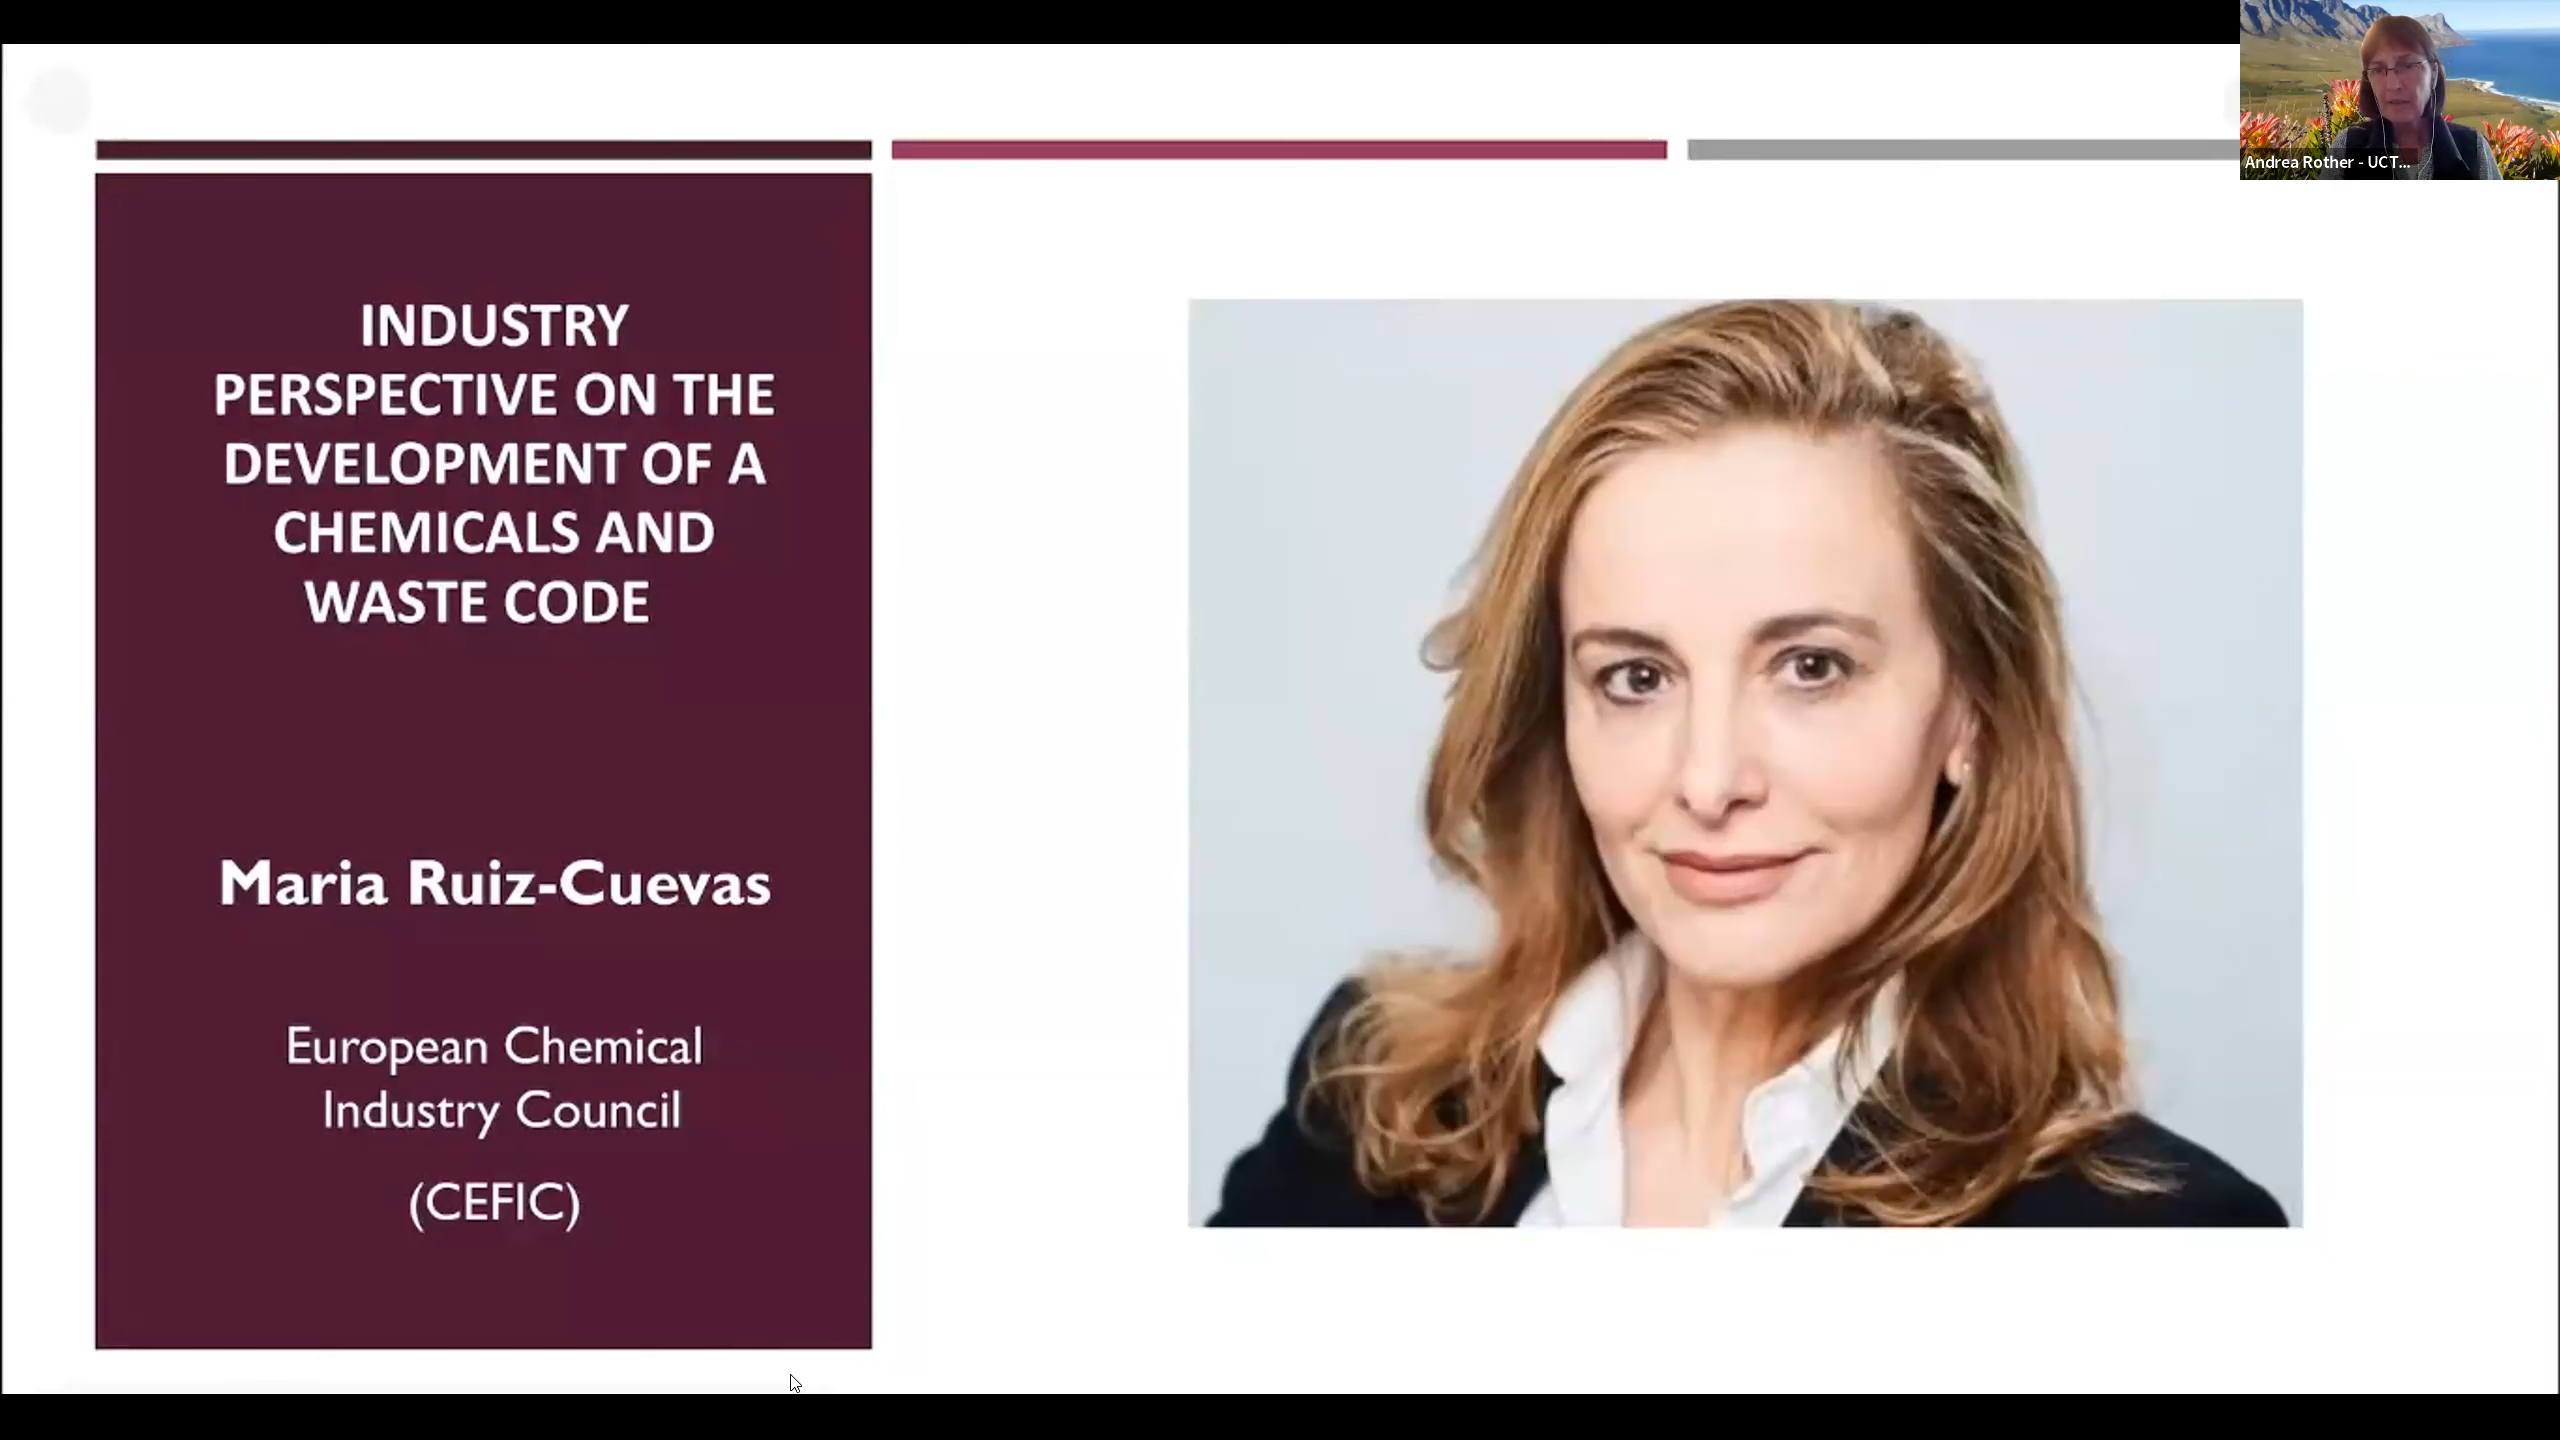 INDUSTRY
PERSPECTIVE ON THE
DEVELOPMENT OF A
CHEMICALS AND
WASTE CODE
Maria Ruiz-Cuevas
European Chemical
Industry Council
(CEFIC)
Andrea Rother - UCT...